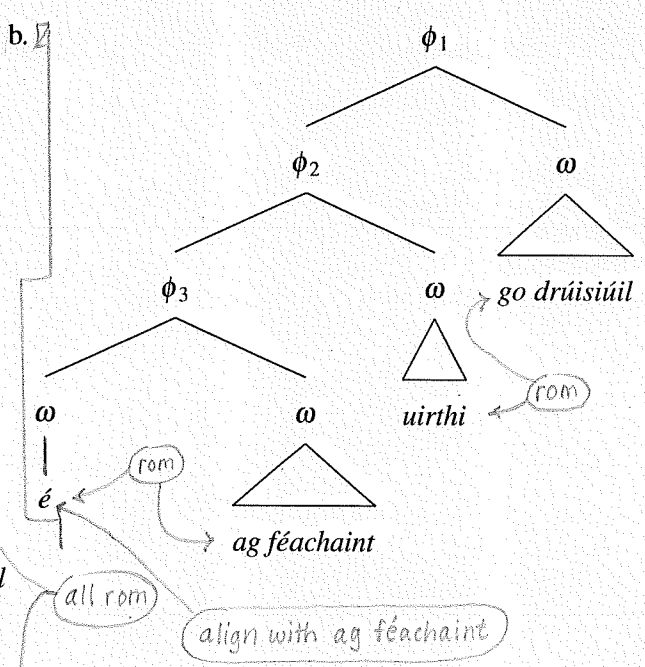 b.
ϕ1
ϕ2 ω
ϕ3 ω go drúisiúil
rom
ω ω uirthi
rom
é
ag féachaint
l
all rom
align with ag féachaint